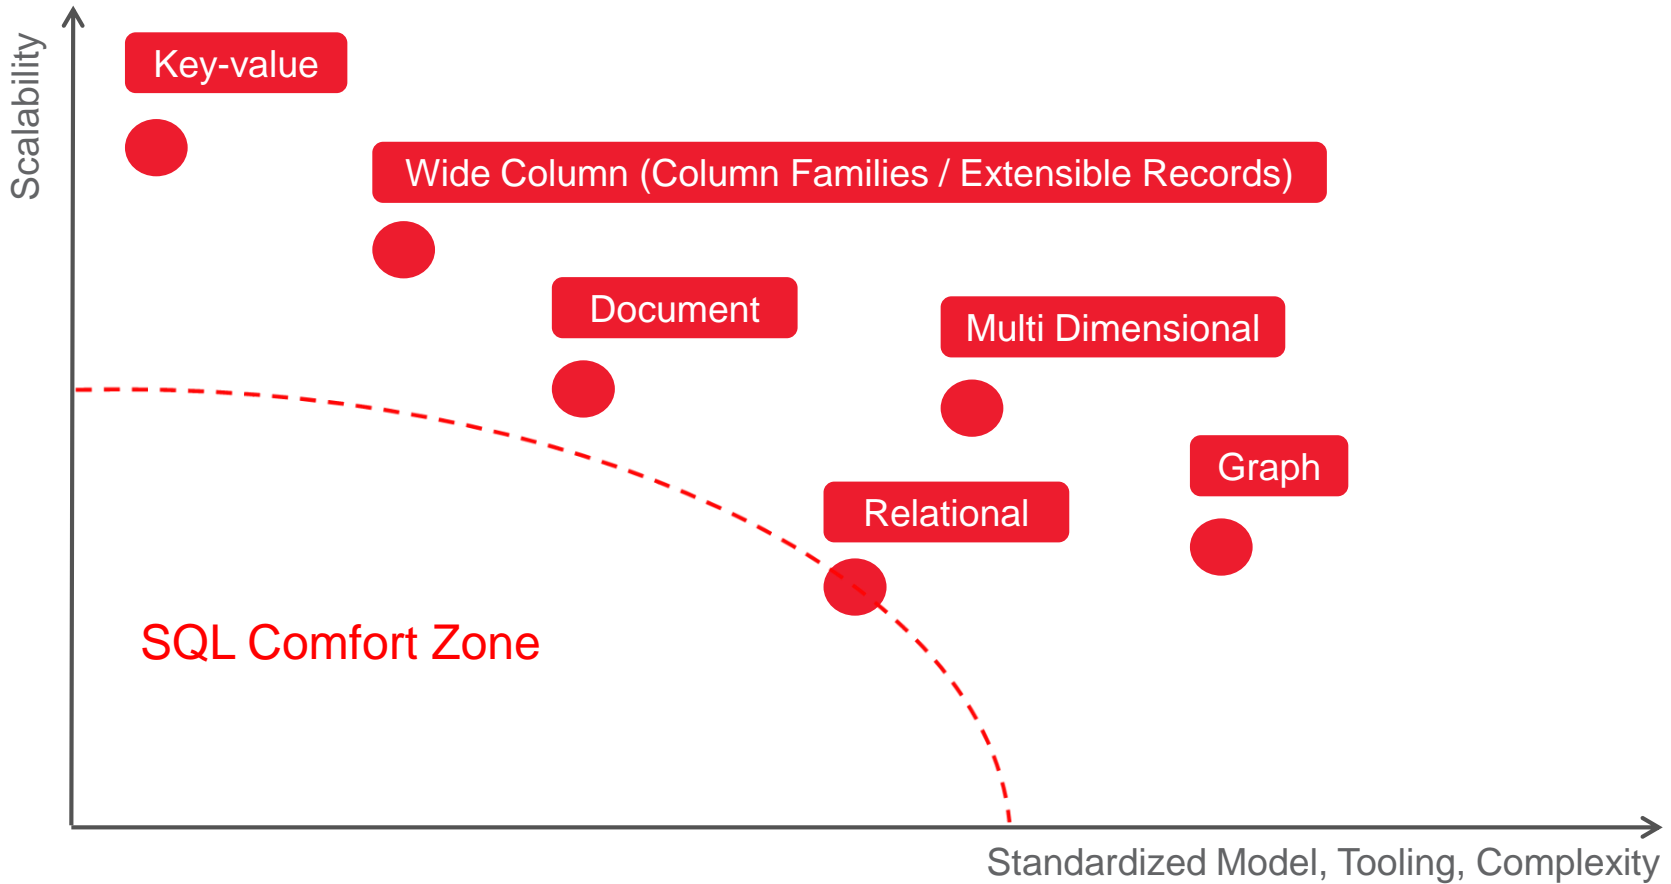 Scalability
Key-value
Wide Column (Column Families / Extensible Records)
Document
Multi Dimensional
Graph
Relational
SQL Comfort Zone
Standardized Model, Tooling, Complexity